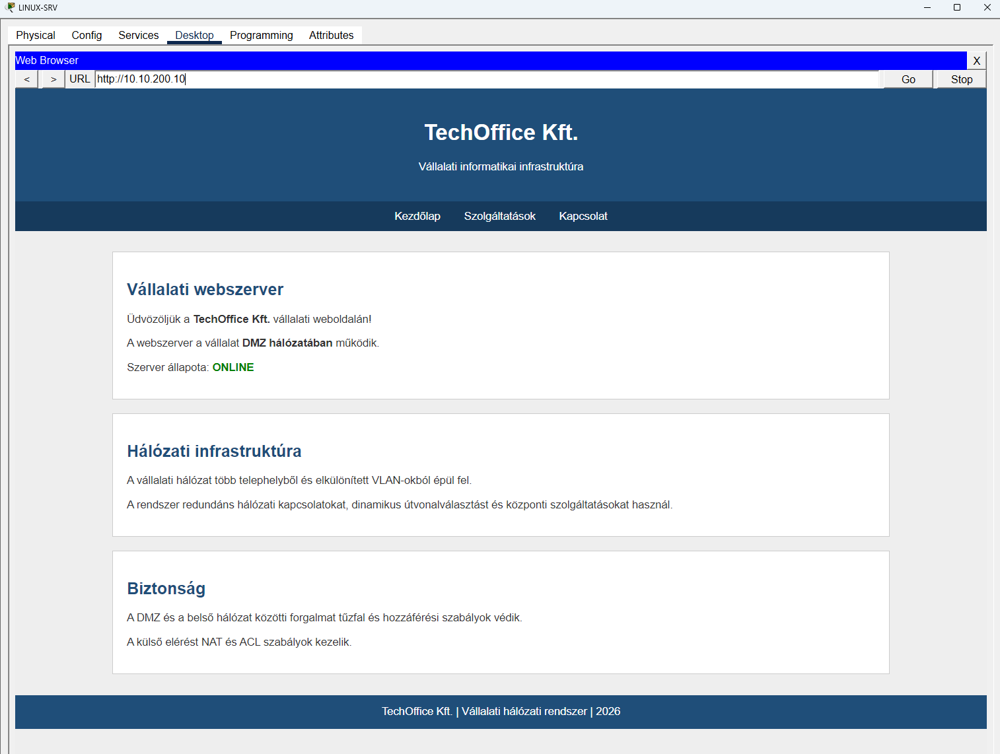 LINUX-SRV
Physical Config Services Desktop Programming Attributes
Web Browser X
< > URL http://10.10.200.10 Go Stop
TechOffice Kft.
Vállalati informatikai infrastruktúra
Kezdőlap Szolgáltatások Kapcsolat
Vállalati webszerver
Üdvözöljük a TechOffice Kft. vállalati weboldalán!
A webszerver a vállalat DMZ hálózatában működik.
Szerver állapota: ONLINE
Hálózati infrastruktúra
A vállalati hálózat több telephelyből és elkülönített VLAN-okból épül fel.
A rendszer redundáns hálózati kapcsolatokat, dinamikus útvonalválasztást és központi szolgáltatásokat használ.
Biztonság
A DMZ és a belső hálózat közötti forgalmat tűzfal és hozzáférési szabályok védik.
A külső elérést NAT és ACL szabályok kezelik.
TechOffice Kft. | Vállalati hálózati rendszer | 2026